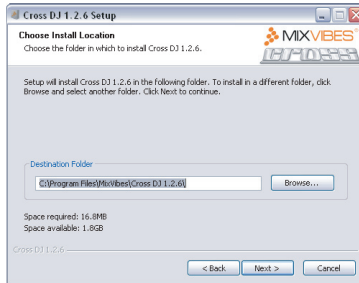 Cross DJ 1.2.6 Setup
Choose Install Location
Choose the folder in which to install Cross DJ 1.2.6.
MIXVIBES®
CROSS
Setup will install Cross DJ 1.2.6 in the following folder. To install in a different folder, click
Browse and select another folder. Click Next to continue.
Destination Folder
C:\Program Files\MixVibes\Cross DJ 1.2.6\
Browse...
Space required: 16.8MB
Space available: 1.8GB
Cross DJ 1.2.6
< Back
Next >
Cancel